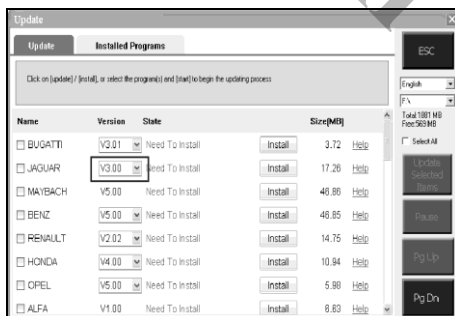 Update
Update Installed Programs
ESC
Click on [update] / [install], or select the program(s) and [start] to begin the updating process
English
F:\
Total:1881 MB
Free:569 MB
Select All
Name Version State Size(MB)
BUGATTI V3.01 Need To Install Install 3.72 Help
JAGUAR V3.00 Need To Install Install 17.26 Help
MAYBACH V5.00 Need To Install Install 46.86 Help
BENZ V5.00 Need To Install Install 46.85 Help
RENAULT V2.02 Need To Install Install 14.75 Help
HONDA V4.00 Need To Install Install 10.94 Help
OPEL V5.00 Need To Install Install 5.98 Help
ALFA V1.00 Need To Install Install 6.63 Help
Update
Selected
Items
Pause
Pg Up
Pg Dn